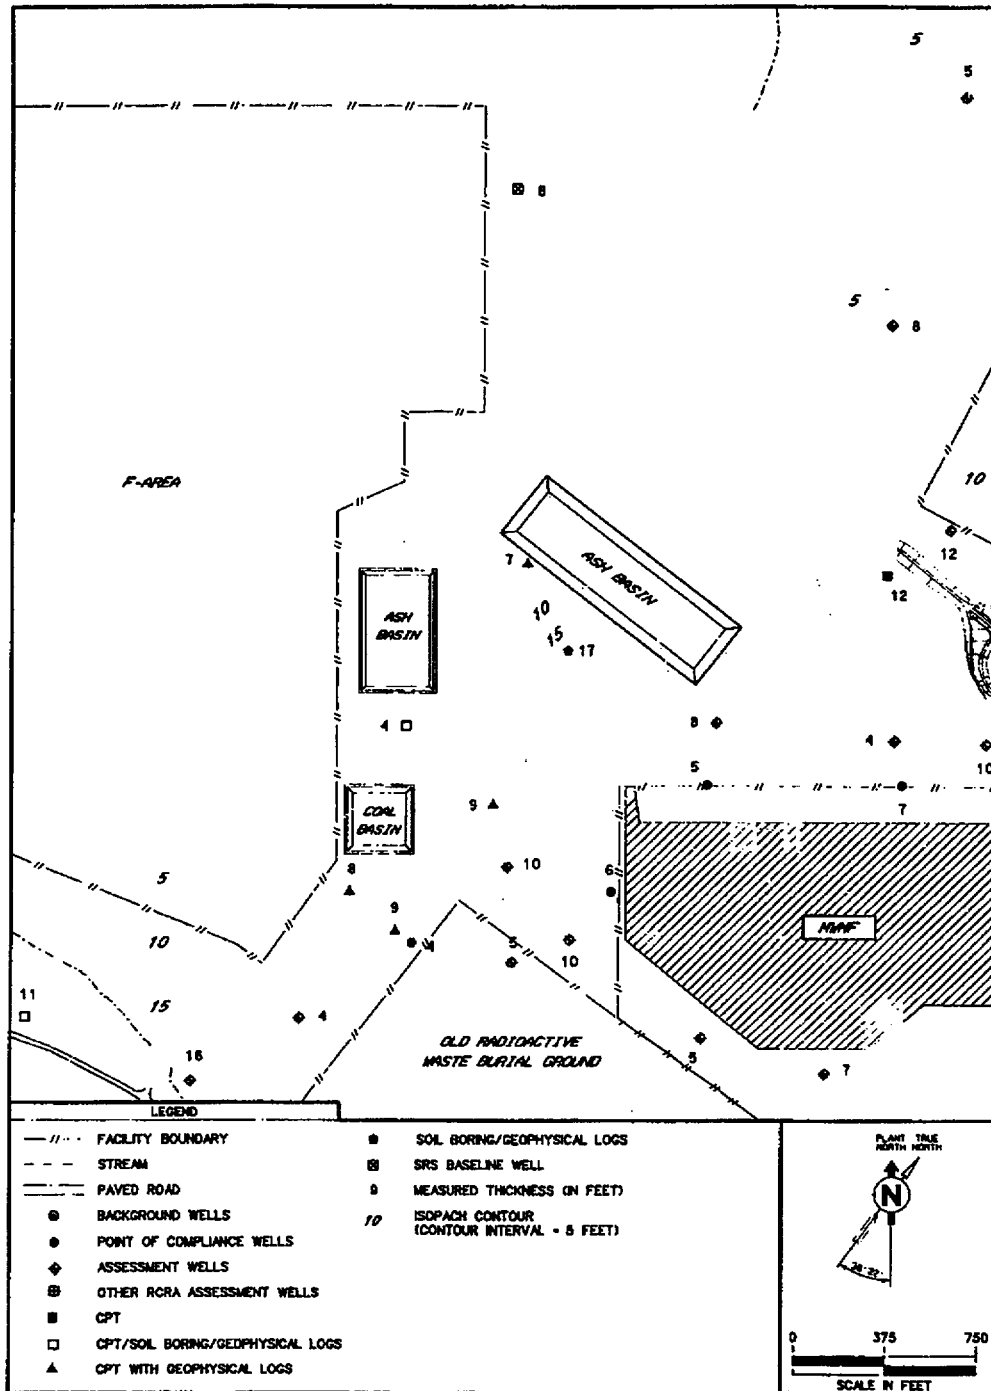 5
5
8
5
8
F-AREA
10
12
12
7
ASH BASIN
10
15
17
ASH
BASIN
4
8
4
10
5
7
9
COAL
BASIN
8
10
6
5
9
4
10
5
10
MWMF
15
11
4
16
OLD RADIOACTIVE
WASTE BURIAL GROUND
5
7
LEGEND
FACILITY BOUNDARY
STREAM
PAVED ROAD
BACKGROUND WELLS
POINT OF COMPLIANCE WELLS
ASSESSMENT WELLS
OTHER RCRA ASSESSMENT WELLS
CPT
CPT/SOIL BORING/GEOPHYSICAL LOGS
CPT WITH GEOPHYSICAL LOGS
SOIL BORING/GEOPHYSICAL LOGS
SRS BASELINE WELL
9 MEASURED THICKNESS (IN FEET)
10 ISOPACH CONTOUR
(CONTOUR INTERVAL = 5 FEET)
PLANT TRUE
NORTH NORTH
N
0 375 750
SCALE IN FEET